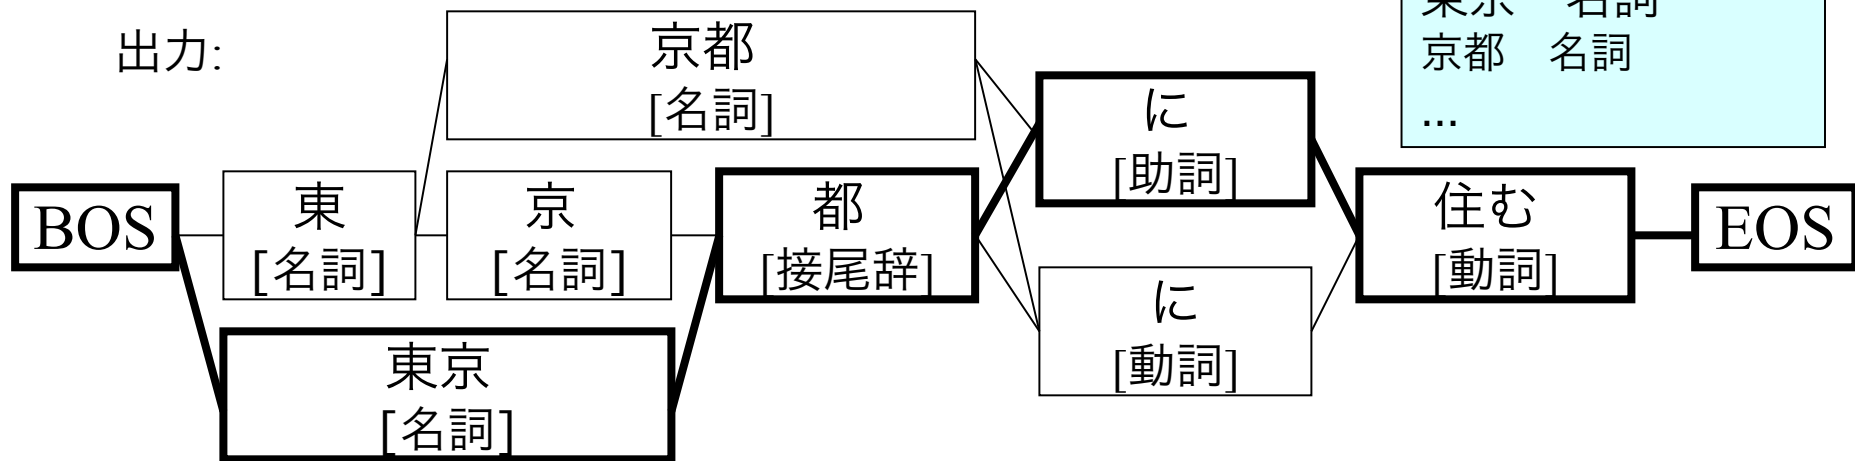 出力:
京都
[名詞]
東京 名詞
京都 名詞
...
に
[助詞]
BOS
東
[名詞]
京
[名詞]
都
[接尾辞]
住む
[動詞]
EOS
に
[動詞]
東京
[名詞]